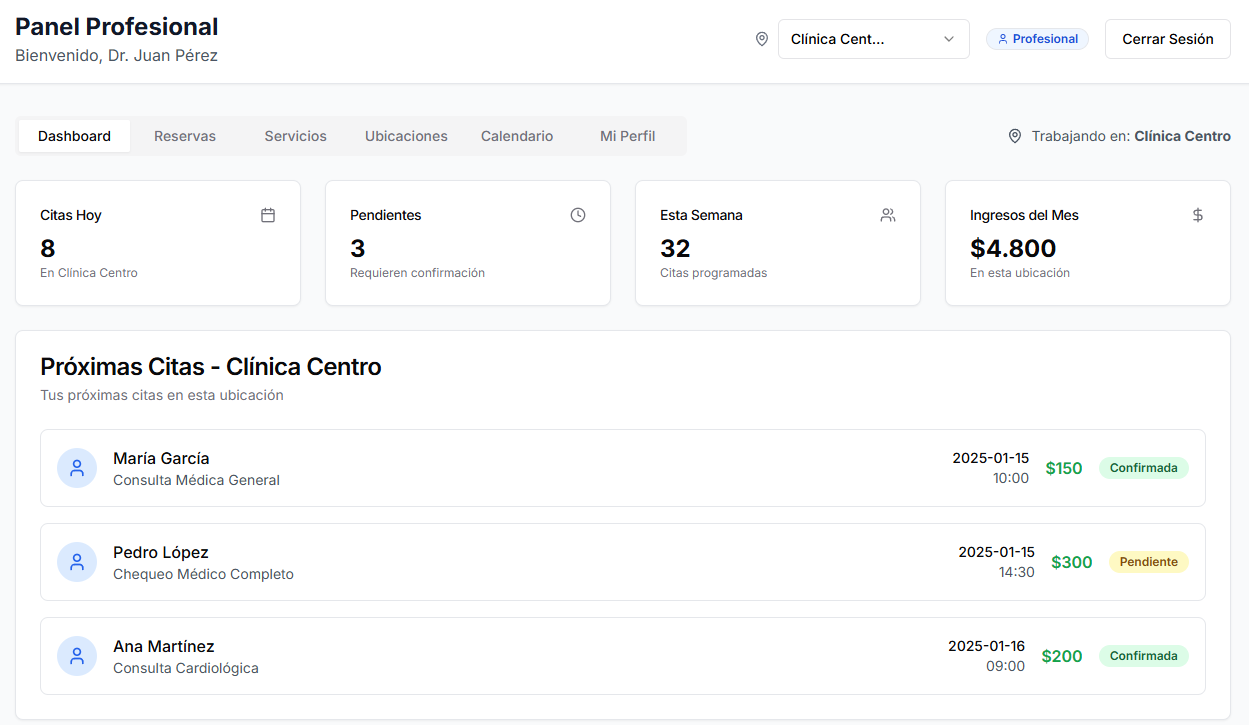 Panel Profesional
Bienvenido, Dr. Juan Pérez
Clínica Cent...
Profesional
Cerrar Sesión
Dashboard
Reservas
Servicios
Ubicaciones
Calendario
Mi Perfil
Trabajando en: Clínica Centro
Citas Hoy
8
En Clínica Centro
Pendientes
3
Requieren confirmación
Esta Semana
32
Citas programadas
Ingresos del Mes
$
$4.800
En esta ubicación
Próximas Citas - Clínica Centro
Tus próximas citas en esta ubicación
María García
Consulta Médica General
2025-01-15
10:00
$150
Confirmada
Pedro López
Chequeo Médico Completo
2025-01-15
14:30
$300
Pendiente
Ana Martínez
Consulta Cardiológica
2025-01-16
09:00
$200
Confirmada